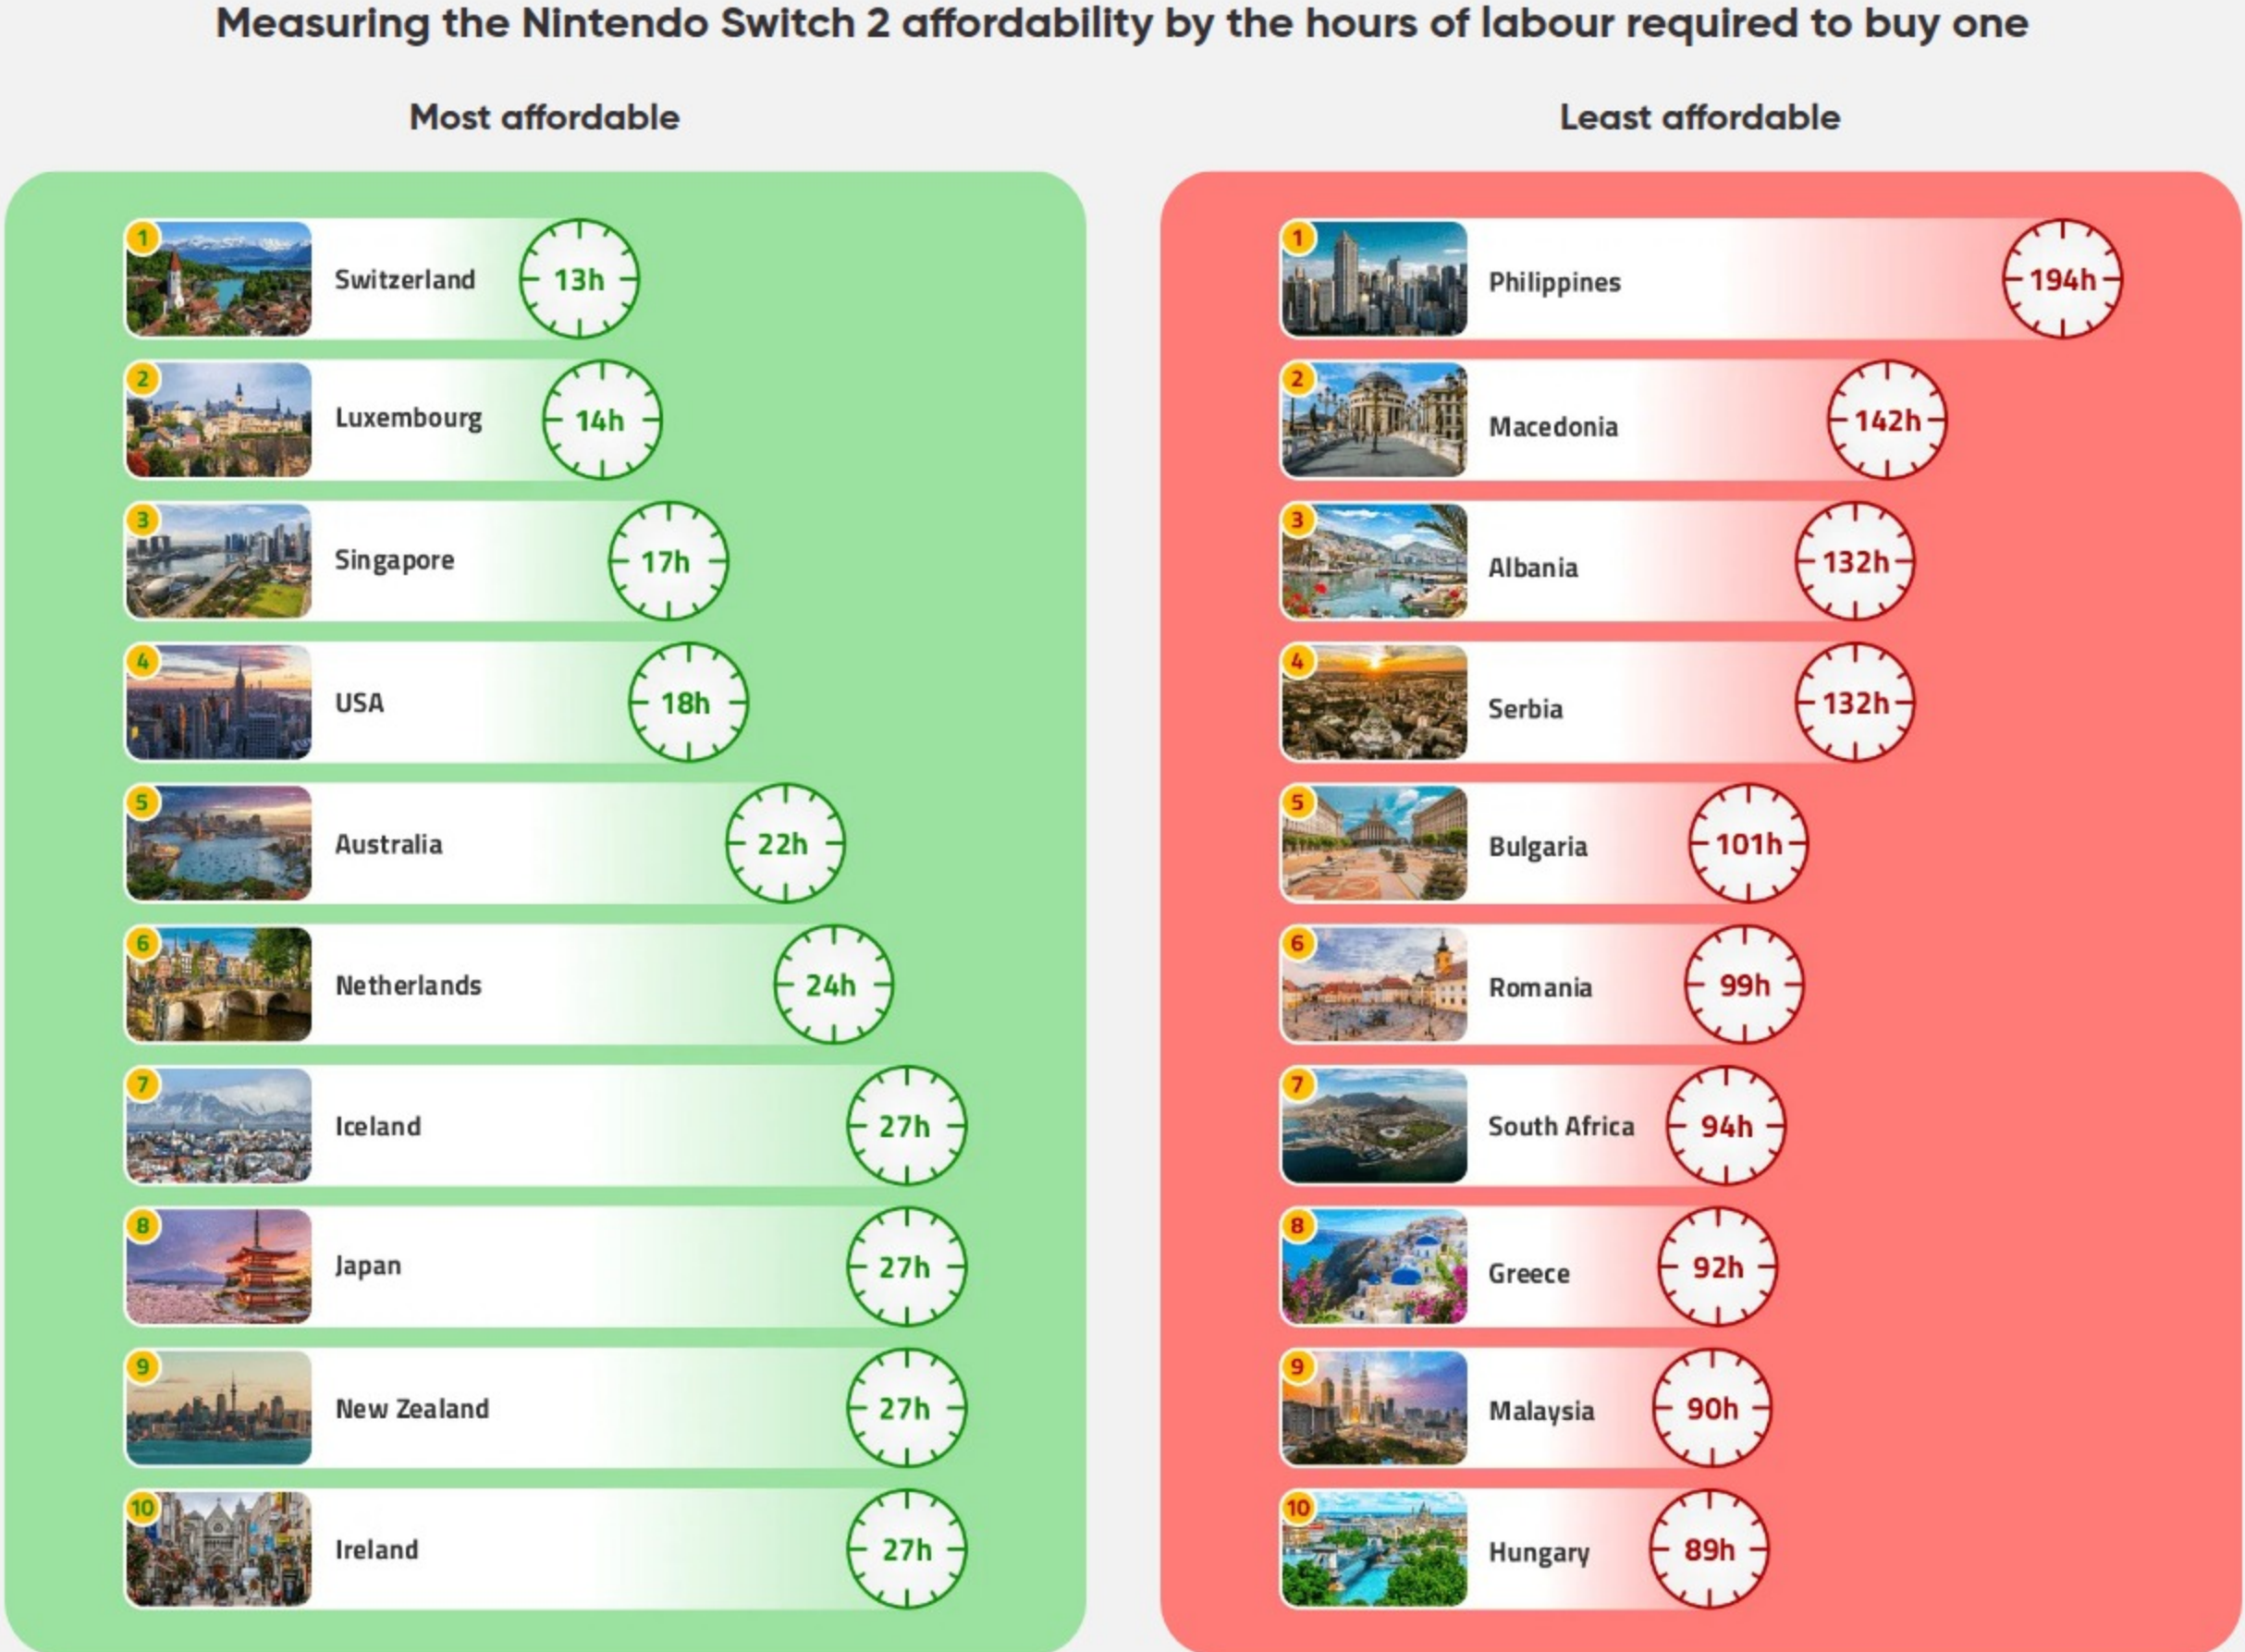 Measuring the Nintendo Switch 2 affordability by the hours of labour required to buy one
Most affordable
1
Switzerland
13h
2
Luxembourg
14h
3
Singapore
17h
4
USA
18h
5
Australia
22h
6
Netherlands
24h
7
Iceland
27h
8
Japan
27h
9
New Zealand
27h
10
Ireland
27h
Least affordable
1
Philippines
194h
2
Macedonia
142h
3
Albania
132h
4
Serbia
132h
5
Bulgaria
101h
6
Romania
99h
7
South Africa
94h
8
Greece
92h
9
Malaysia
90h
10
Hungary
89h